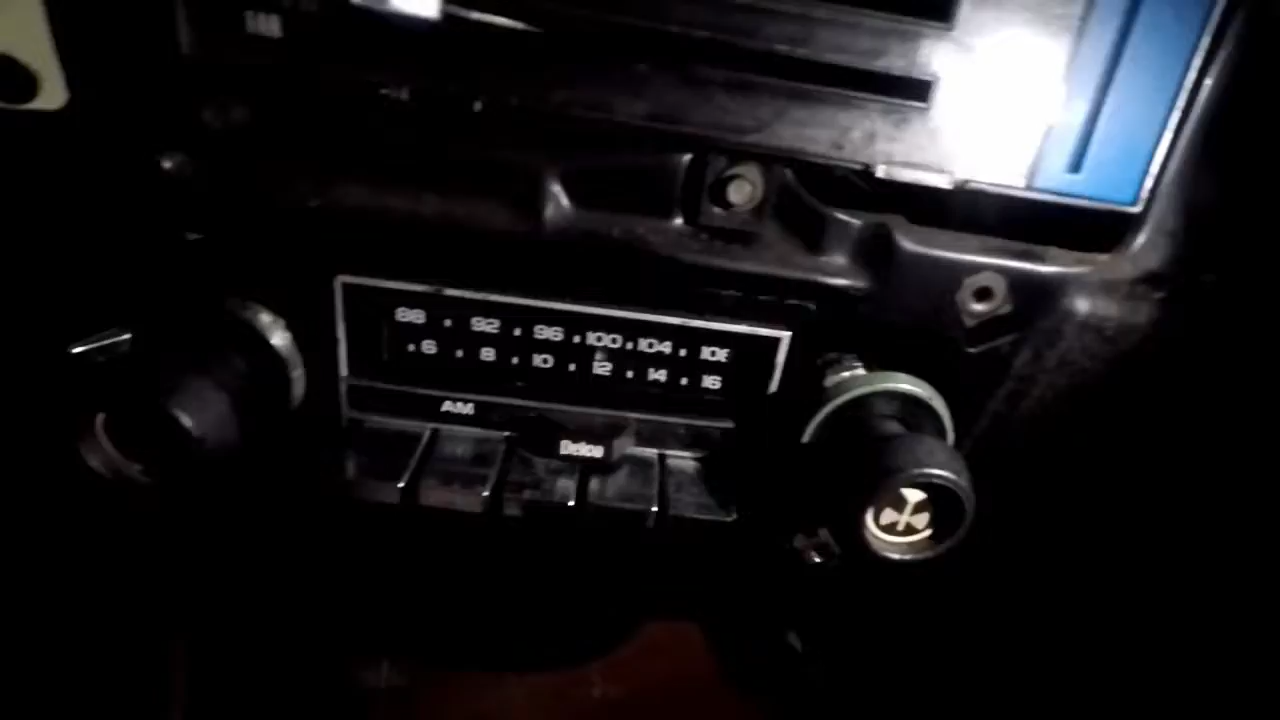 88 . 92 . 96 . 100 . 104 . 108
. 6 . 8 . 10 . 12 . 14 . 16
AM
Delco